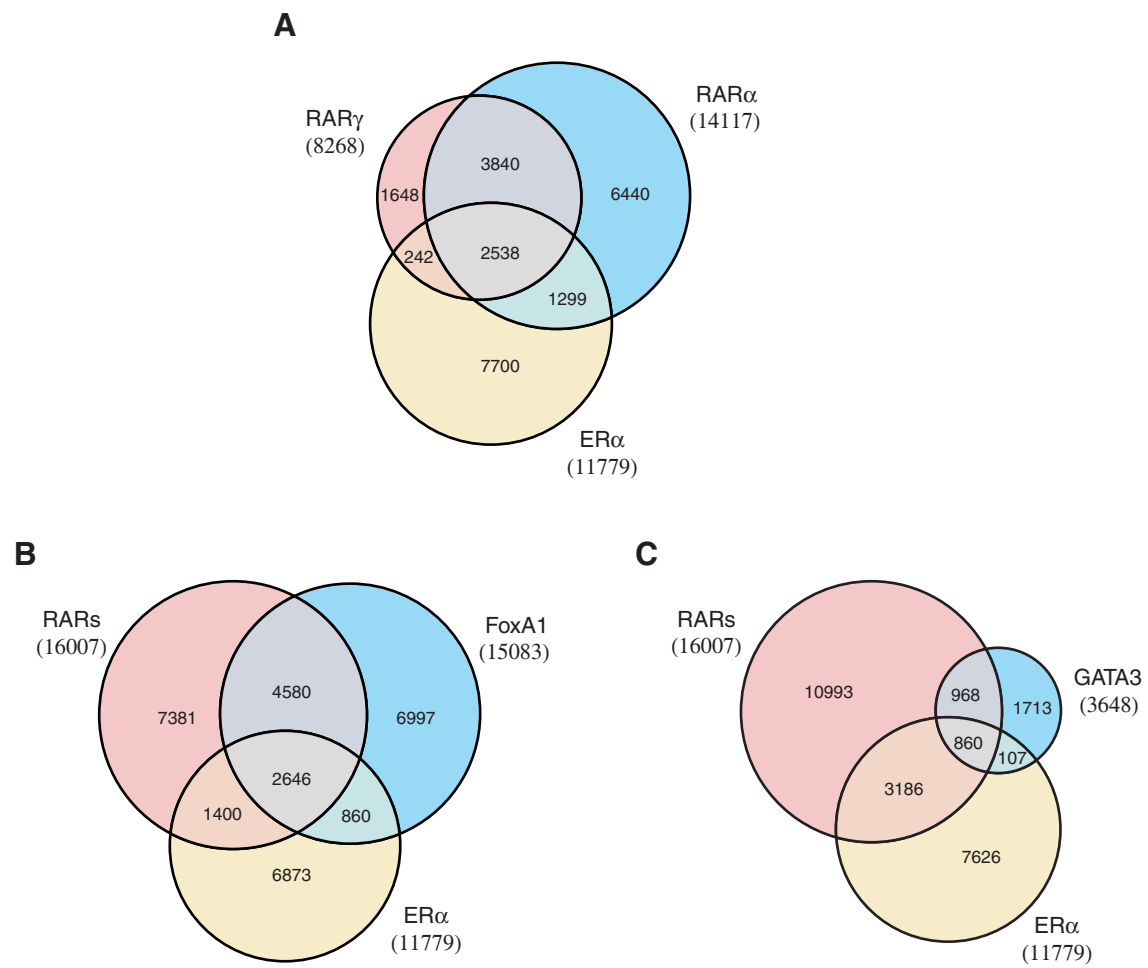 A
RARγ
(8268)
RARα
(14117)
3840
1648
6440
242
2538
1299
7700
ERα
(11779)
B
RARs
(16007)
FoxA1
(15083)
4580
7381
6997
2646
1400
860
6873
ERα
(11779)
C
RARs
(16007)
GATA3
(3648)
10993
968
1713
860
107
3186
7626
ERα
(11779)